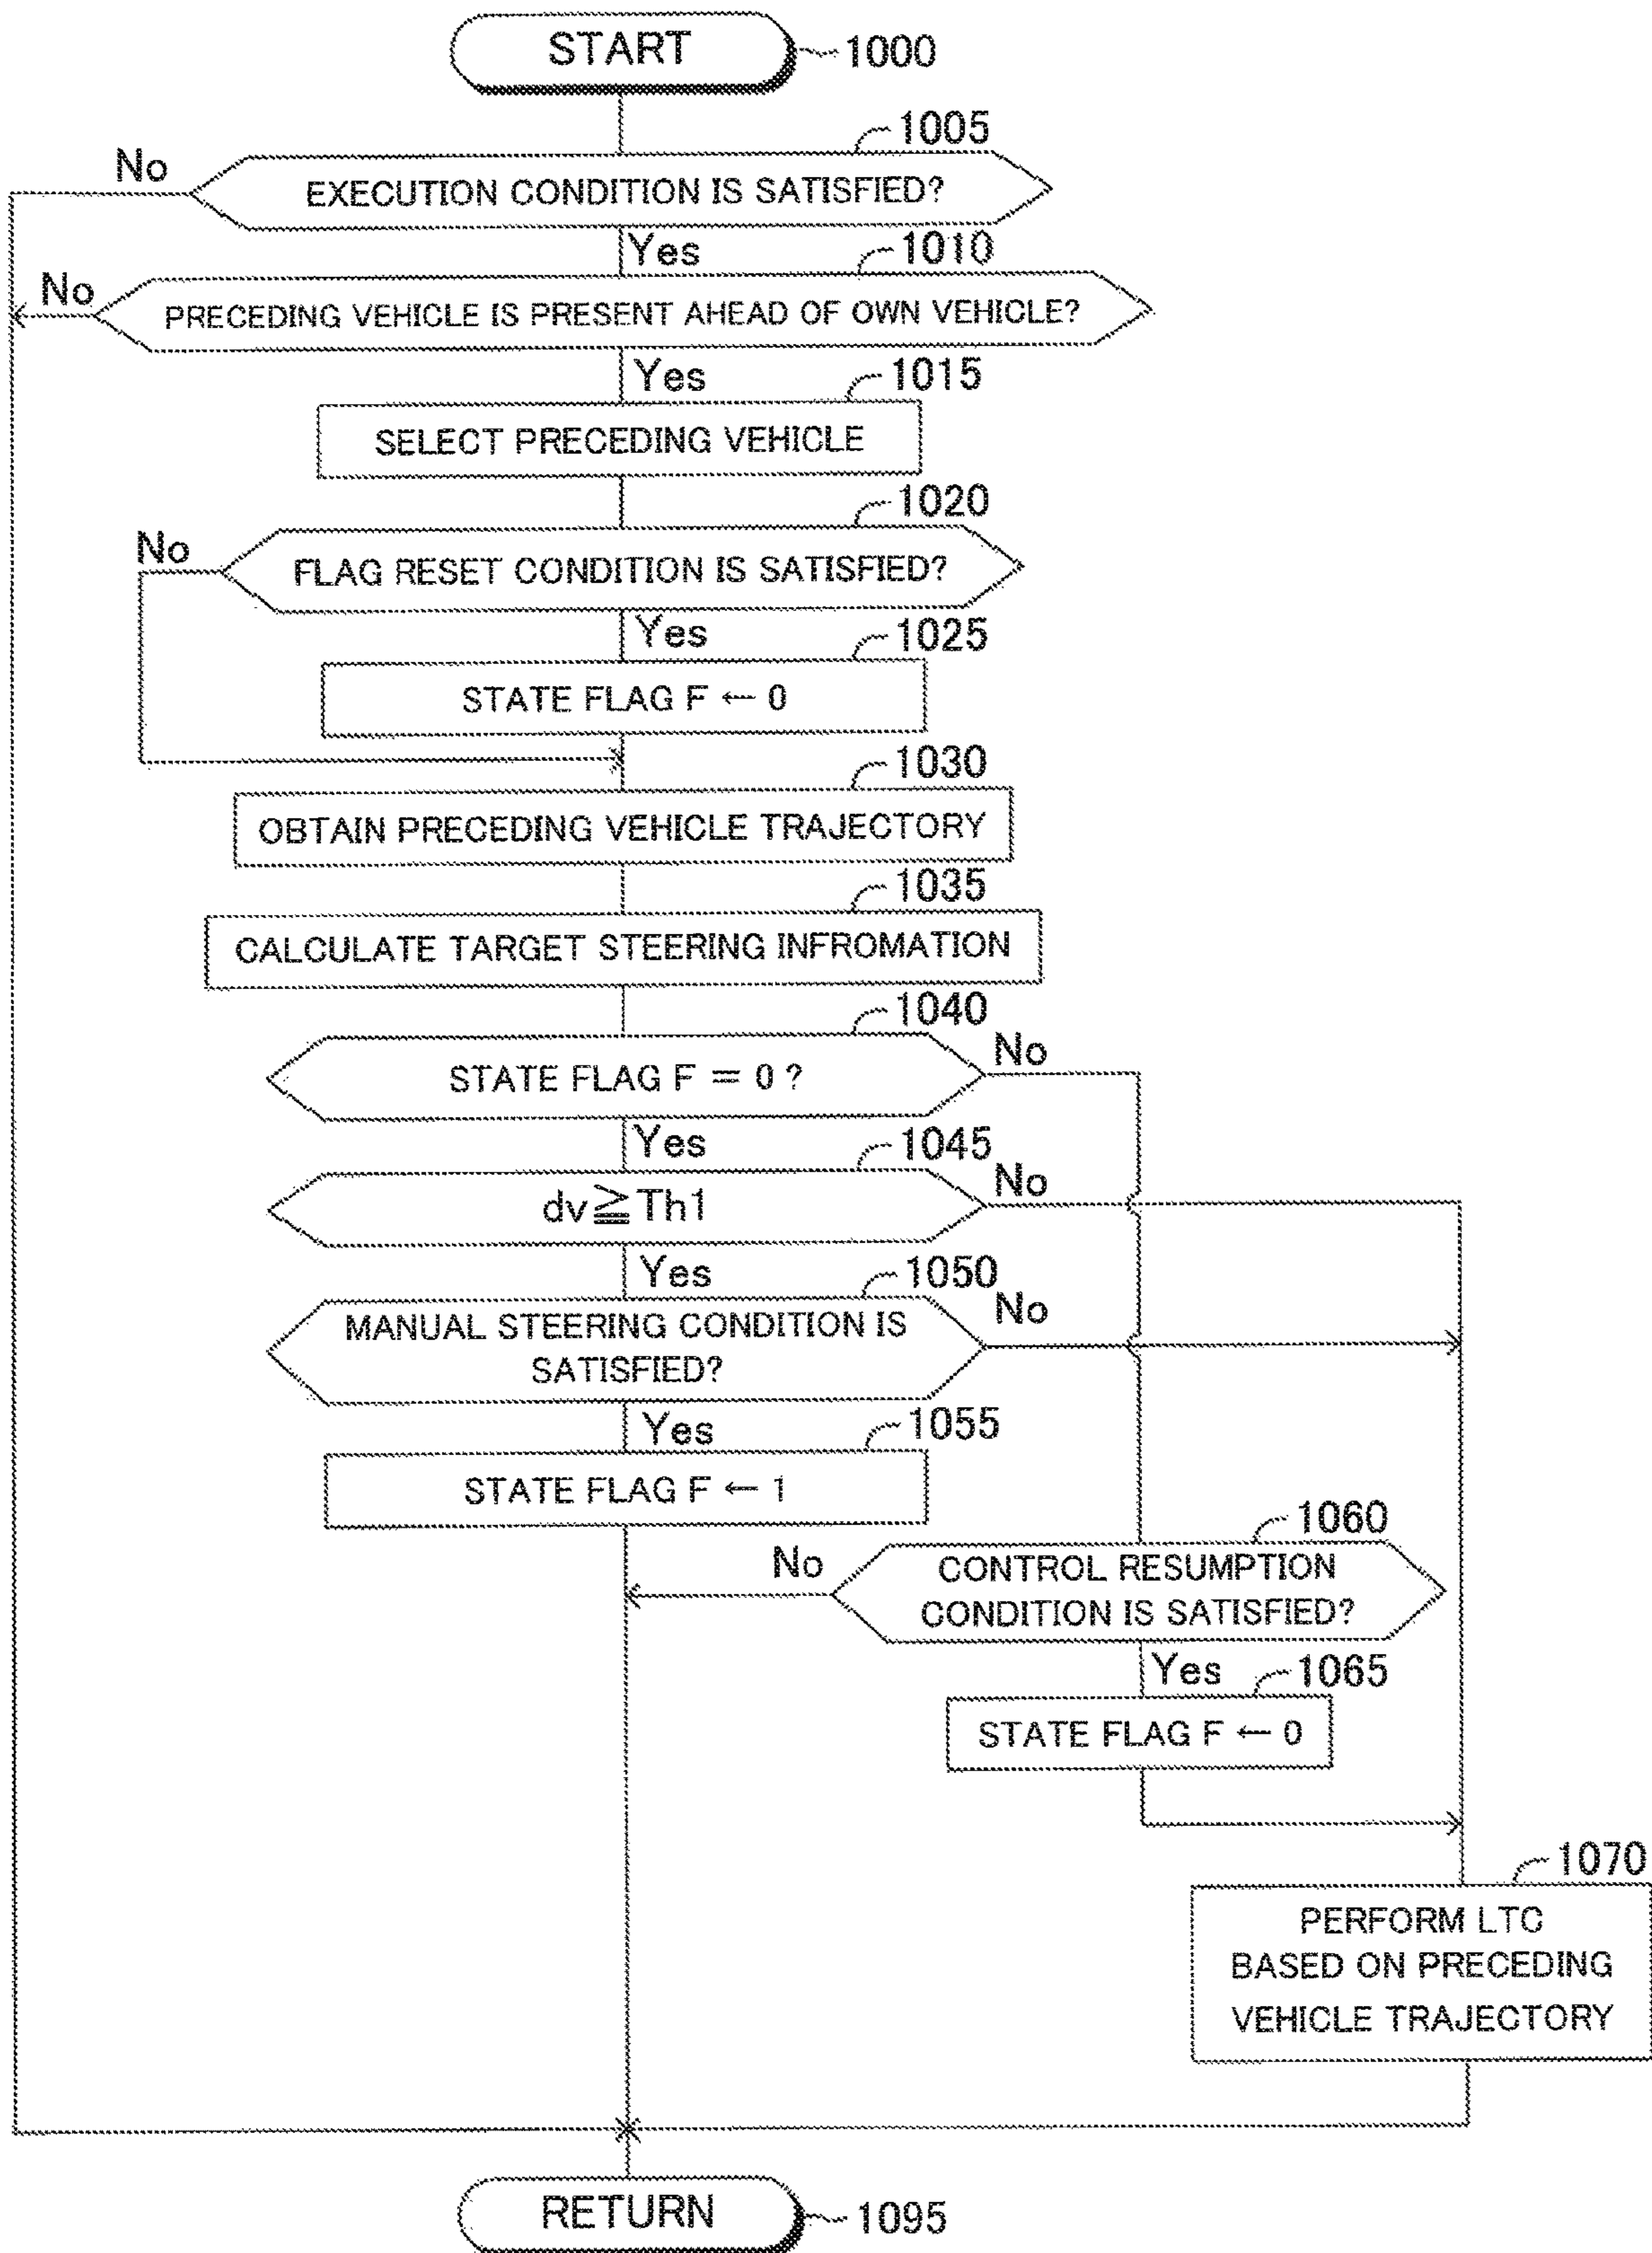 START
1000
1005
No
EXECUTION CONDITION IS SATISFIED?
Yes
1010
No
PRECEDING VEHICLE IS PRESENT AHEAD OF OWN VEHICLE?
Yes
1015
SELECT PRECEDING VEHICLE
1020
No
FLAG RESET CONDITION IS SATISFIED?
Yes
1025
STATE FLAG F ← 0
1030
OBTAIN PRECEDING VEHICLE TRAJECTORY
1035
CALCULATE TARGET STEERING INFROMATION
1040
No
STATE FLAG F = 0 ?
Yes
1045
No
dv≧Th1
Yes
1050
No
MANUAL STEERING CONDITION IS
SATISFIED?
Yes
1055
STATE FLAG F ← 1
1060
No
CONTROL RESUMPTION
CONDITION IS SATISFIED?
Yes
1065
STATE FLAG F ← 0
1070
PERFORM LTC
BASED ON PRECEDING
VEHICLE TRAJECTORY
RETURN
1095